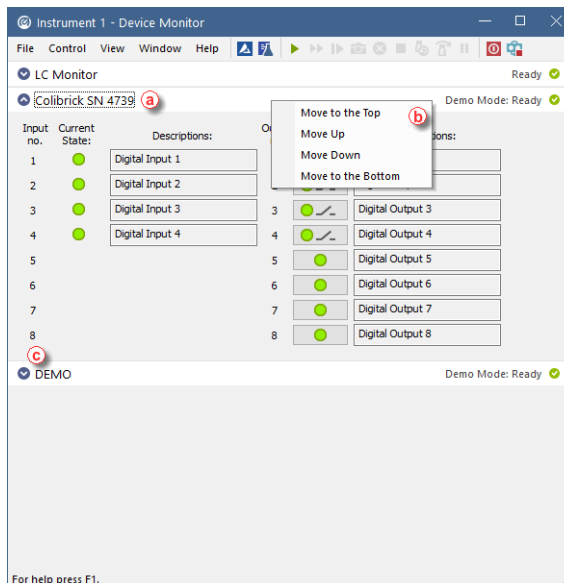 Instrument 1 - Device Monitor
File Control View Window Help
LC Monitor Ready
Colibrick SN 4739 a Demo Mode: Ready
Move to the Top b
Move Up
Move Down
Move to the Bottom
Input no. Current State: Descriptions:
1 Digital Input 1
2 Digital Input 2
3 Digital Input 3 3 Digital Output 3
4 Digital Input 4 4 Digital Output 4
5 5 Digital Output 5
6 6 Digital Output 6
7 7 Digital Output 7
8 8 Digital Output 8
c
DEMO Demo Mode: Ready
For help press F1.